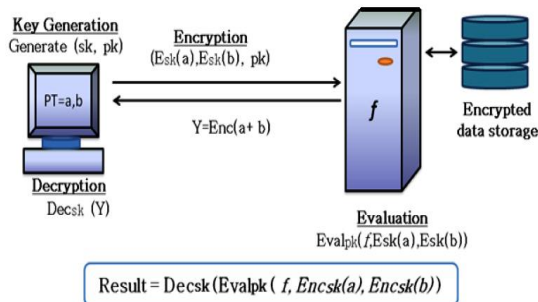 Key Generation
Generate (sk, pk)
Encryption
(Esk(a),Esk(b), pk)
PT=a,b
f
Y=Enc(a+ b)
Encrypted
data storage
Decryption
Decsk (Y)
Evaluation
Evalpk(f,Esk(a),Esk(b))
Result = Decsk (Evalpk ( f, Encsk(a), Encsk(b))